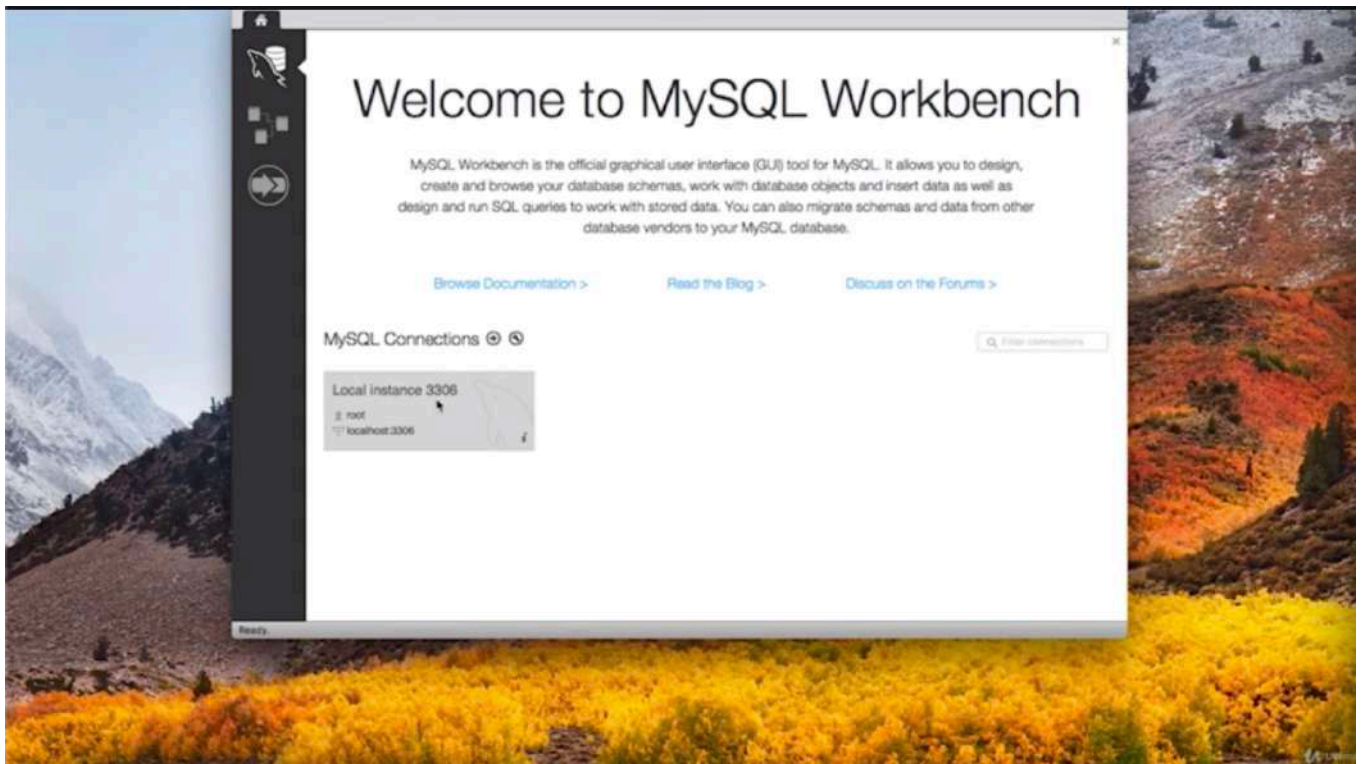 Welcome to MySQL Workbench
MySQL Workbench is the official graphical user interface (GUI) tool for MySQL. It allows you to design,
create and browse your database schemas, work with database objects and insert data as well as
design and run SQL queries to work with stored data. You can also migrate schemas and data from other
database vendors to your MySQL database.
Browse Documentation > Read the Blog > Discuss on the Forums >
MySQL Connections
Filter connections
Local instance 3306
root
localhost:3306
Ready.